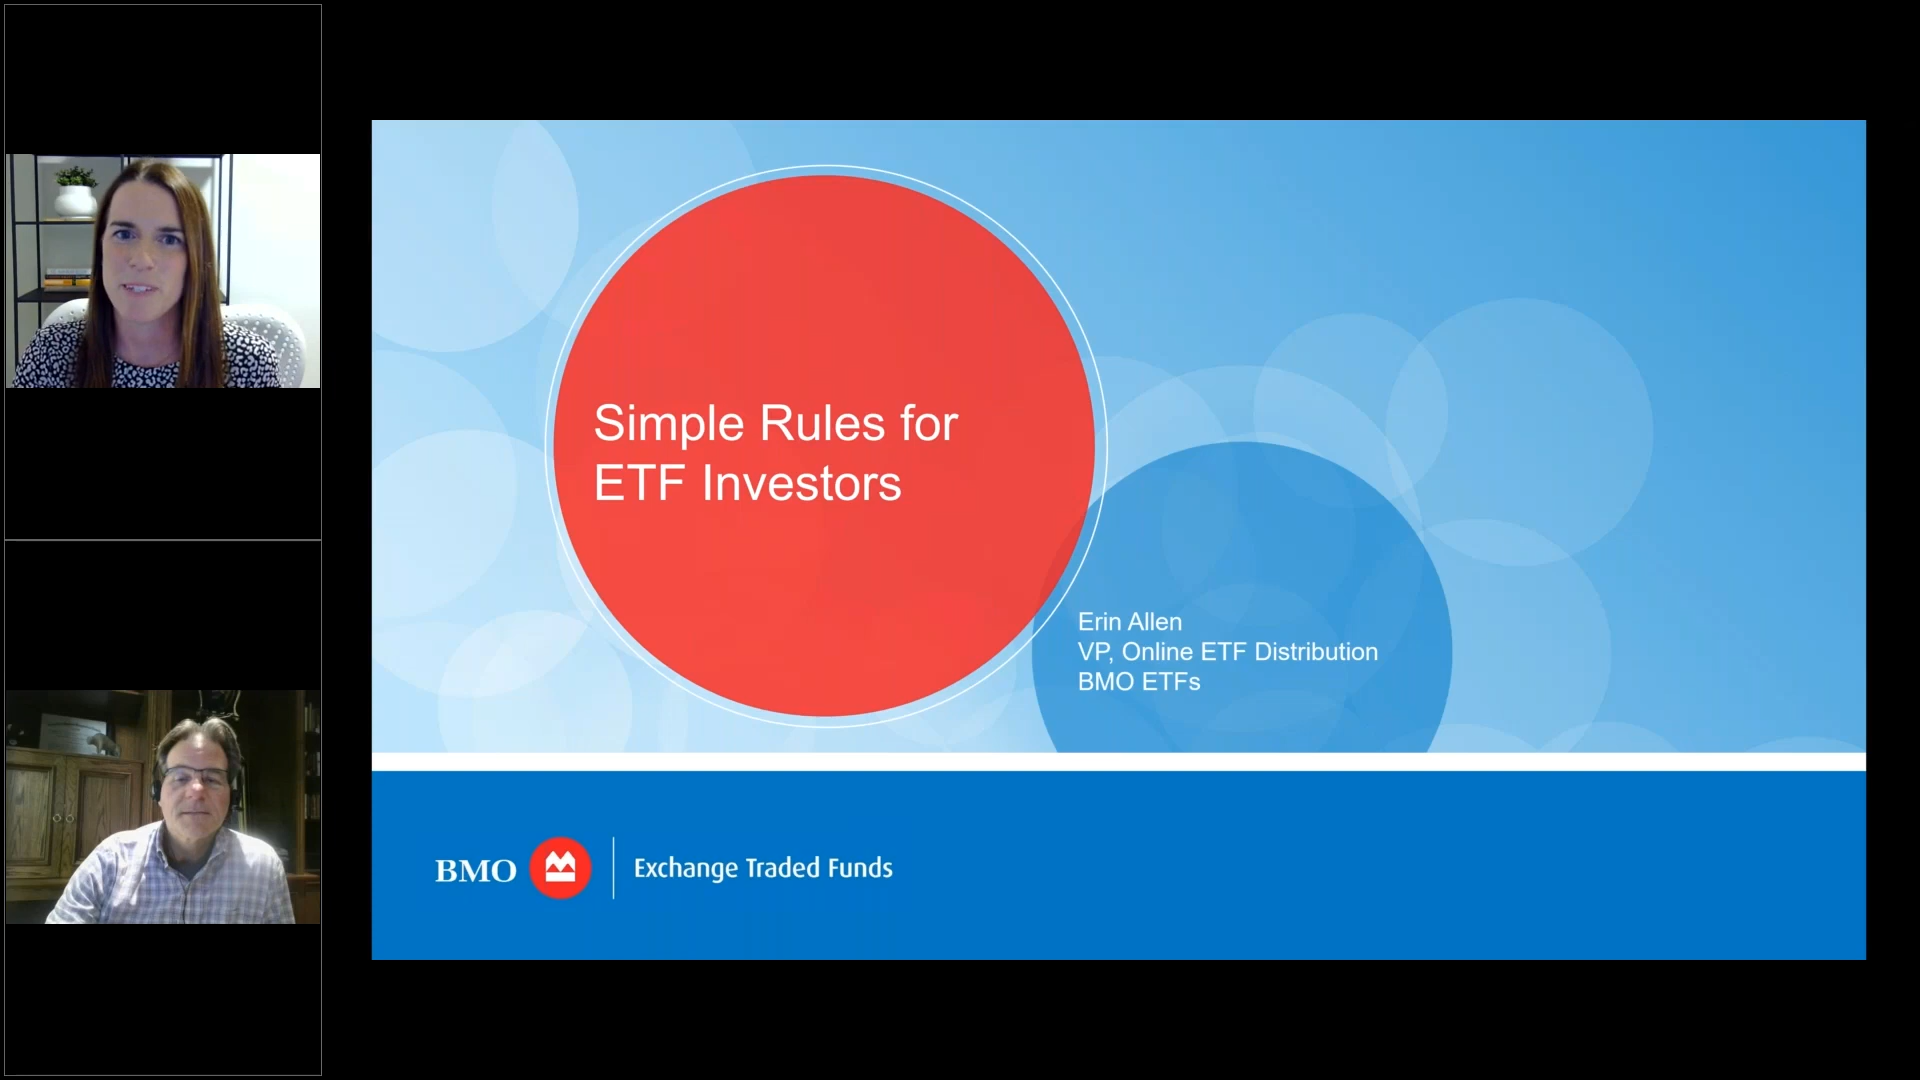 Simple Rules for
ETF Investors
Erin Allen
VP, Online ETF Distribution
BMO ETFs
BMO
Exchange Traded Funds